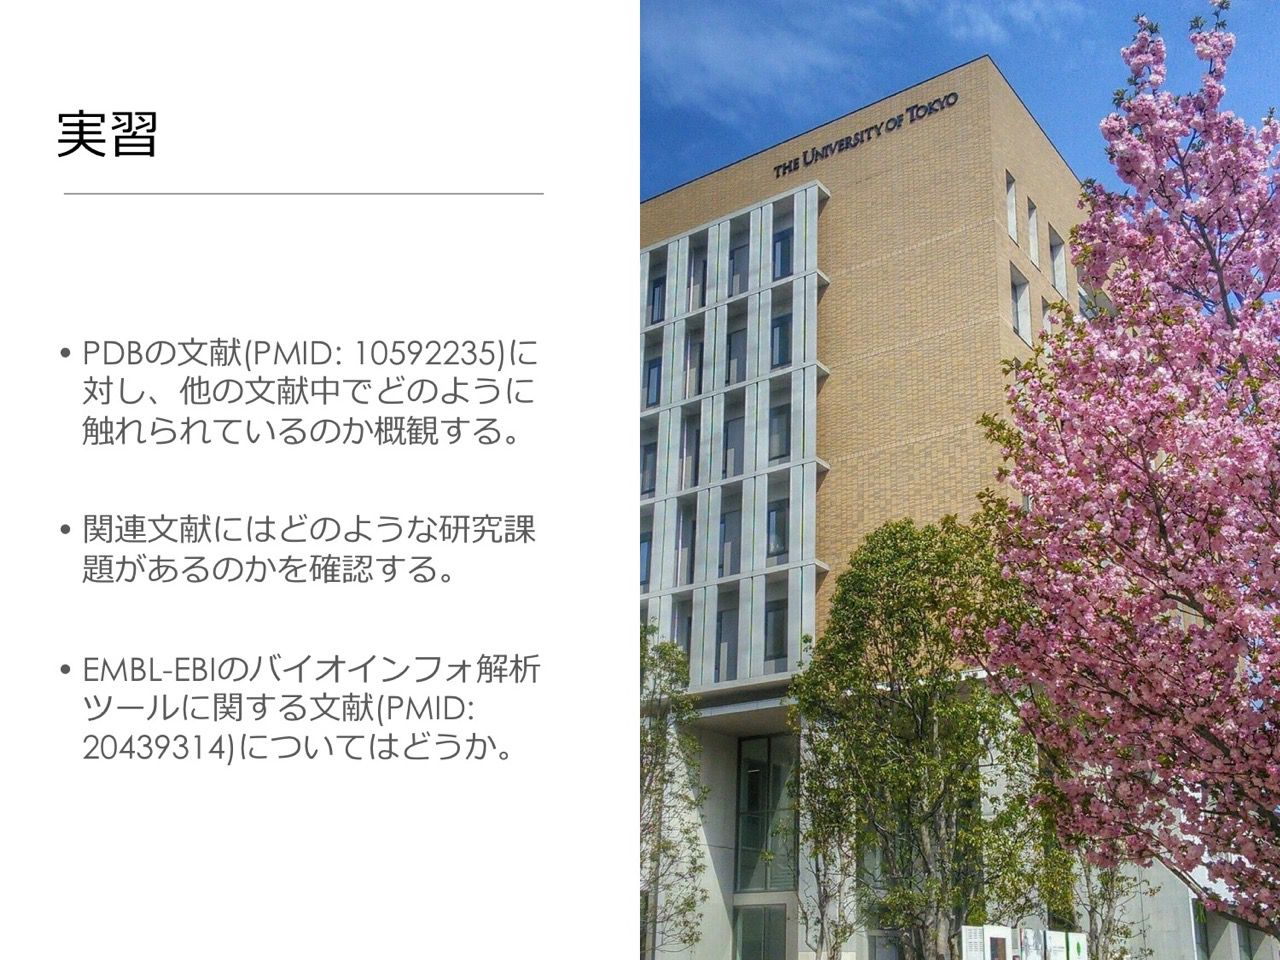 実習
• PDBの文献(PMID: 10592235)に
対し、他の文献中でどのように
触れられているのか概観する。
• 関連文献にはどのような研究課
題があるのかを確認する。
• EMBL-EBIのバイオインフォ解析
ツールに関する文献(PMID:
20439314)についてはどうか。
THE UNIVERSITY OF TOKYO